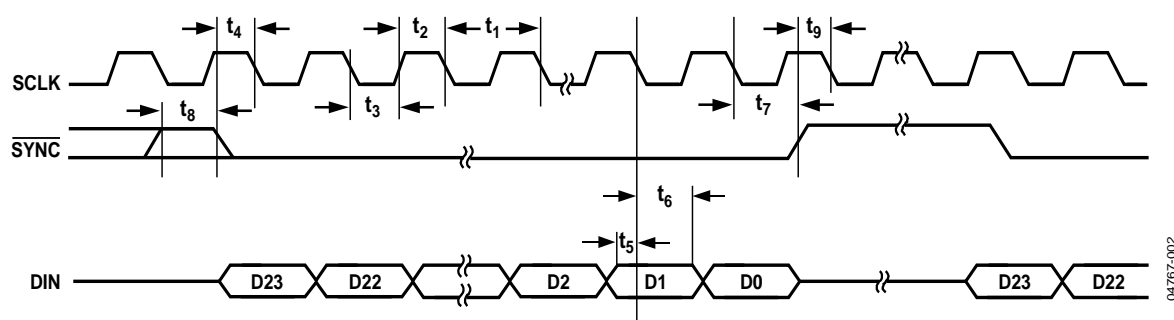 t4 t2 t1 t9
SCLK
t8 t3 t7
SYNC
t6
t5
DIN D23 D22 D2 D1 D0 D23 D22
04767-002